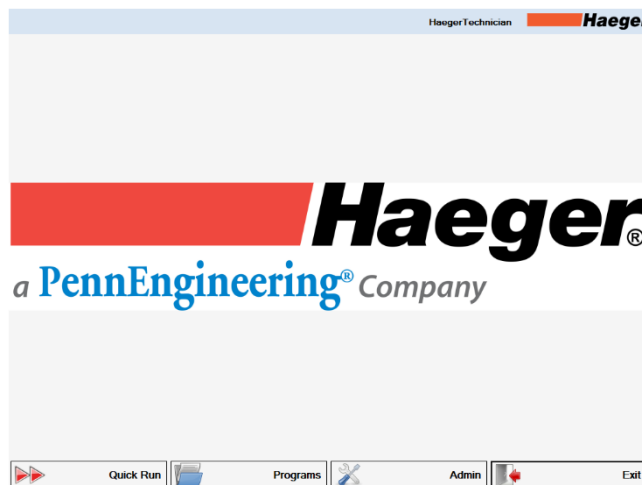 HaegerTechnician Haeger
Haeger®
a PennEngineering® Company
Quick Run Programs Admin Exit